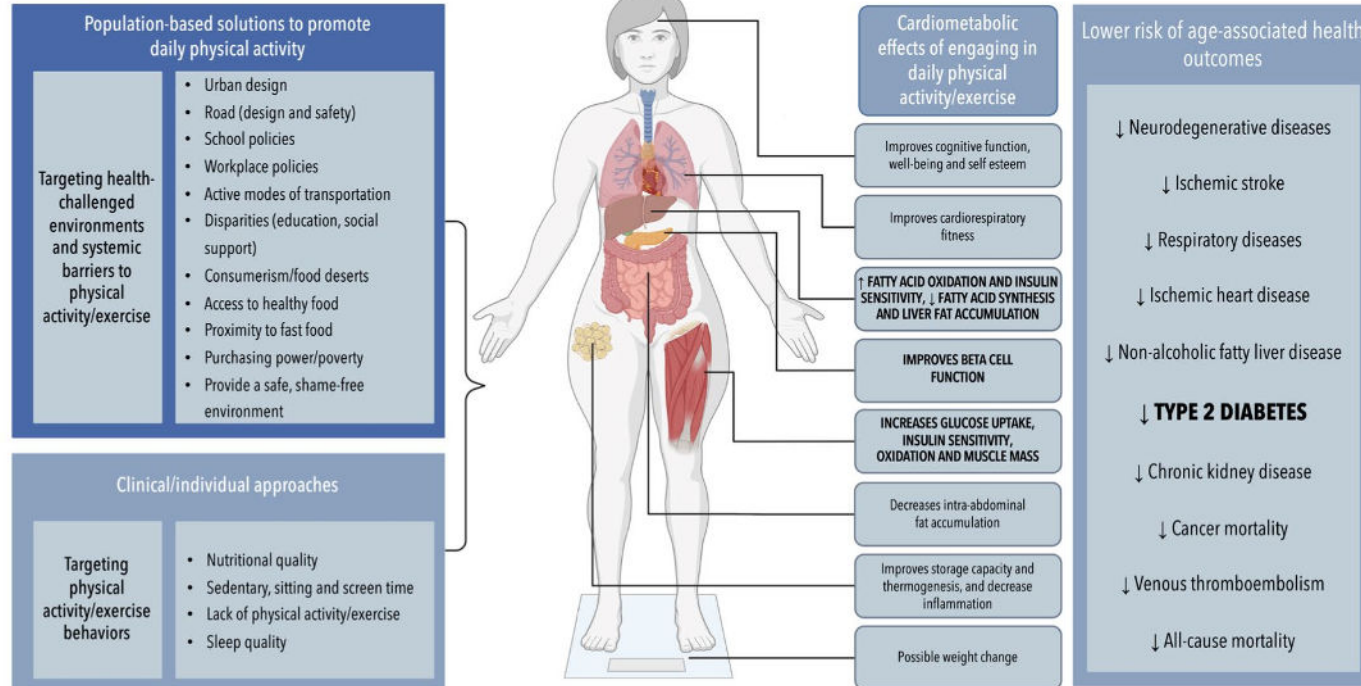 Population-based solutions to promote
daily physical activity
Targeting health-
challenged
environments
and systemic
barriers to
physical
activity/exercise
• Urban design
• Road (design and safety)
• School policies
• Workplace policies
• Active modes of transportation
• Disparities (education, social
support)
• Consumerism/food deserts
• Access to healthy food
• Proximity to fast food
• Purchasing power/poverty
• Provide a safe, shame-free
environment
Clinical/individual approaches
Targeting
physical
activity/exercise
behaviors
• Nutritional quality
• Sedentary, sitting and screen time
• Lack of physical activity/exercise
• Sleep quality
Cardiometabolic
effects of engaging in
daily physical
activity/exercise
Improves cognitive function,
well-being and self esteem
Improves cardiorespiratory
fitness
↑ FATTY ACID OXIDATION AND INSULIN
SENSITIVITY, ↓ FATTY ACID SYNTHESIS
AND LIVER FAT ACCUMULATION
IMPROVES BETA CELL
FUNCTION
INCREASES GLUCOSE UPTAKE,
INSULIN SENSITIVITY,
OXIDATION AND MUSCLE MASS
Decreases intra-abdominal
fat accumulation
Improves storage capacity and
thermogenesis, and decrease
inflammation
Possible weight change
Lower risk of age-associated health
outcomes
↓ Neurodegenerative diseases
↓ Ischemic stroke
↓ Respiratory diseases
↓ Ischemic heart disease
↓ Non-alcoholic fatty liver disease
↓ TYPE 2 DIABETES
↓ Chronic kidney disease
↓ Cancer mortality
↓ Venous thromboembolism
↓ All-cause mortality